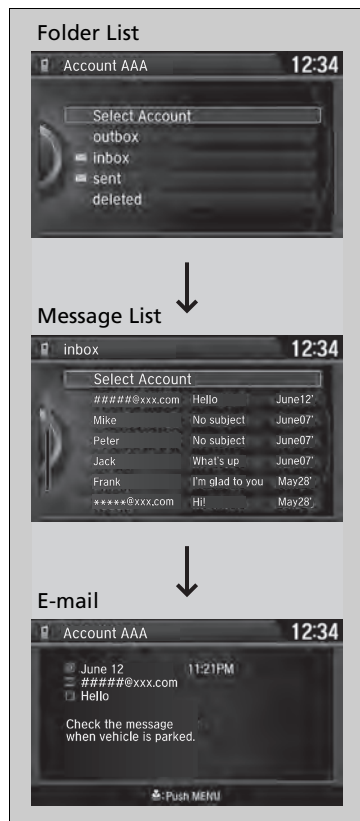 Folder List
Account AAA 12:34
Select Account
outbox
inbox
sent
deleted
Message List
inbox 12:34
Select Account
#####@xxx.com Hello June12'
Mike No subject June07'
Peter No subject June07'
Jack What's up June07'
Frank I'm glad to you May28'
*****@xxx.com Hi! May28'
E-mail
Account AAA 12:34
June 12 11:21PM
#####@xxx.com
Hello
Check the message
when vehicle is parked.
:Push MENU